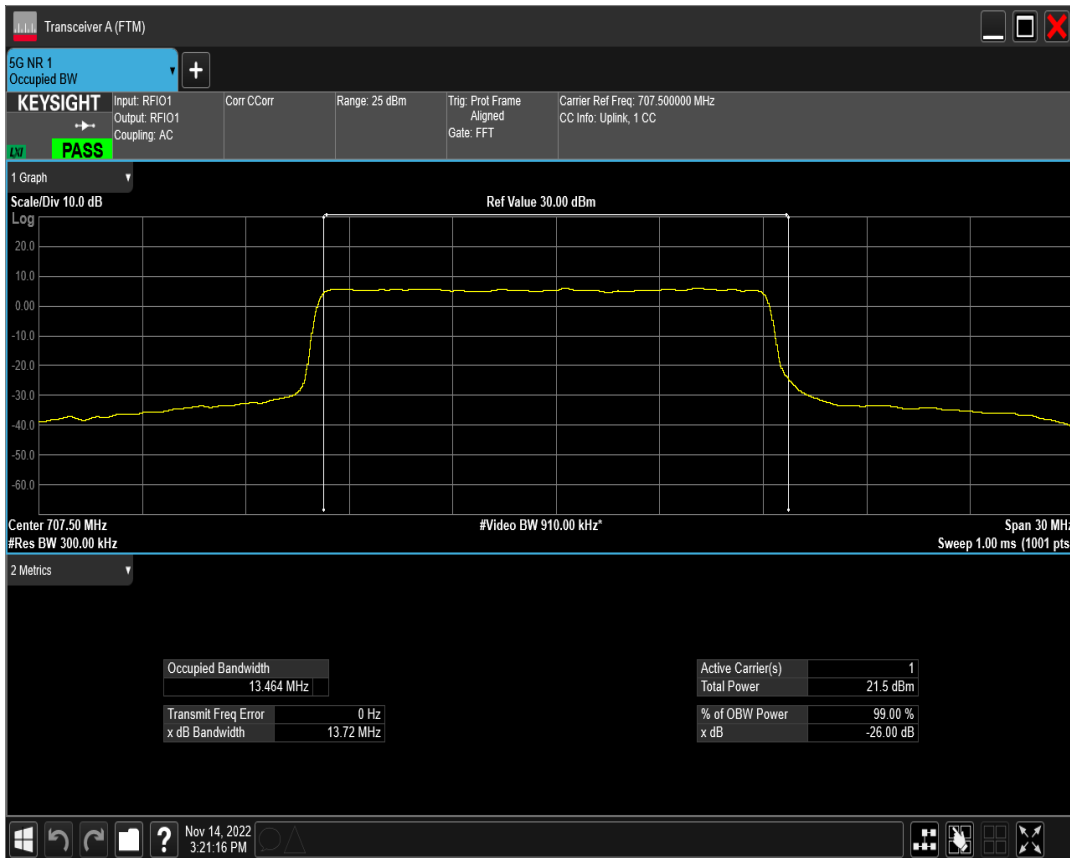 Transceiver A (FTM)
5G NR 1
Occupied BW
+
KEYSIGHT
LXI
PASS
Input: RFIO1
Output: RFIO1
Coupling: AC
Corr CCorr
Range: 25 dBm
Trig: Prot Frame
Aligned
Gate: FFT
Carrier Ref Freq: 707.500000 MHz
CC Info: Uplink, 1 CC
1 Graph
Scale/Div 10.0 dB
Ref Value 30.00 dBm
Log
20.0
10.0
0.00
-10.0
-20.0
-30.0
-40.0
-50.0
-60.0
Center 707.50 MHz
#Video BW 910.00 kHz*
Span 30 MHz
#Res BW 300.00 kHz
Sweep 1.00 ms (1001 pts
2 Metrics
Occupied Bandwidth
13.464 MHz
Transmit Freq Error 0 Hz
x dB Bandwidth 13.72 MHz
Active Carrier(s) 1
Total Power 21.5 dBm
% of OBW Power 99.00 %
x dB -26.00 dB
?
Nov 14, 2022
3:21:16 PM